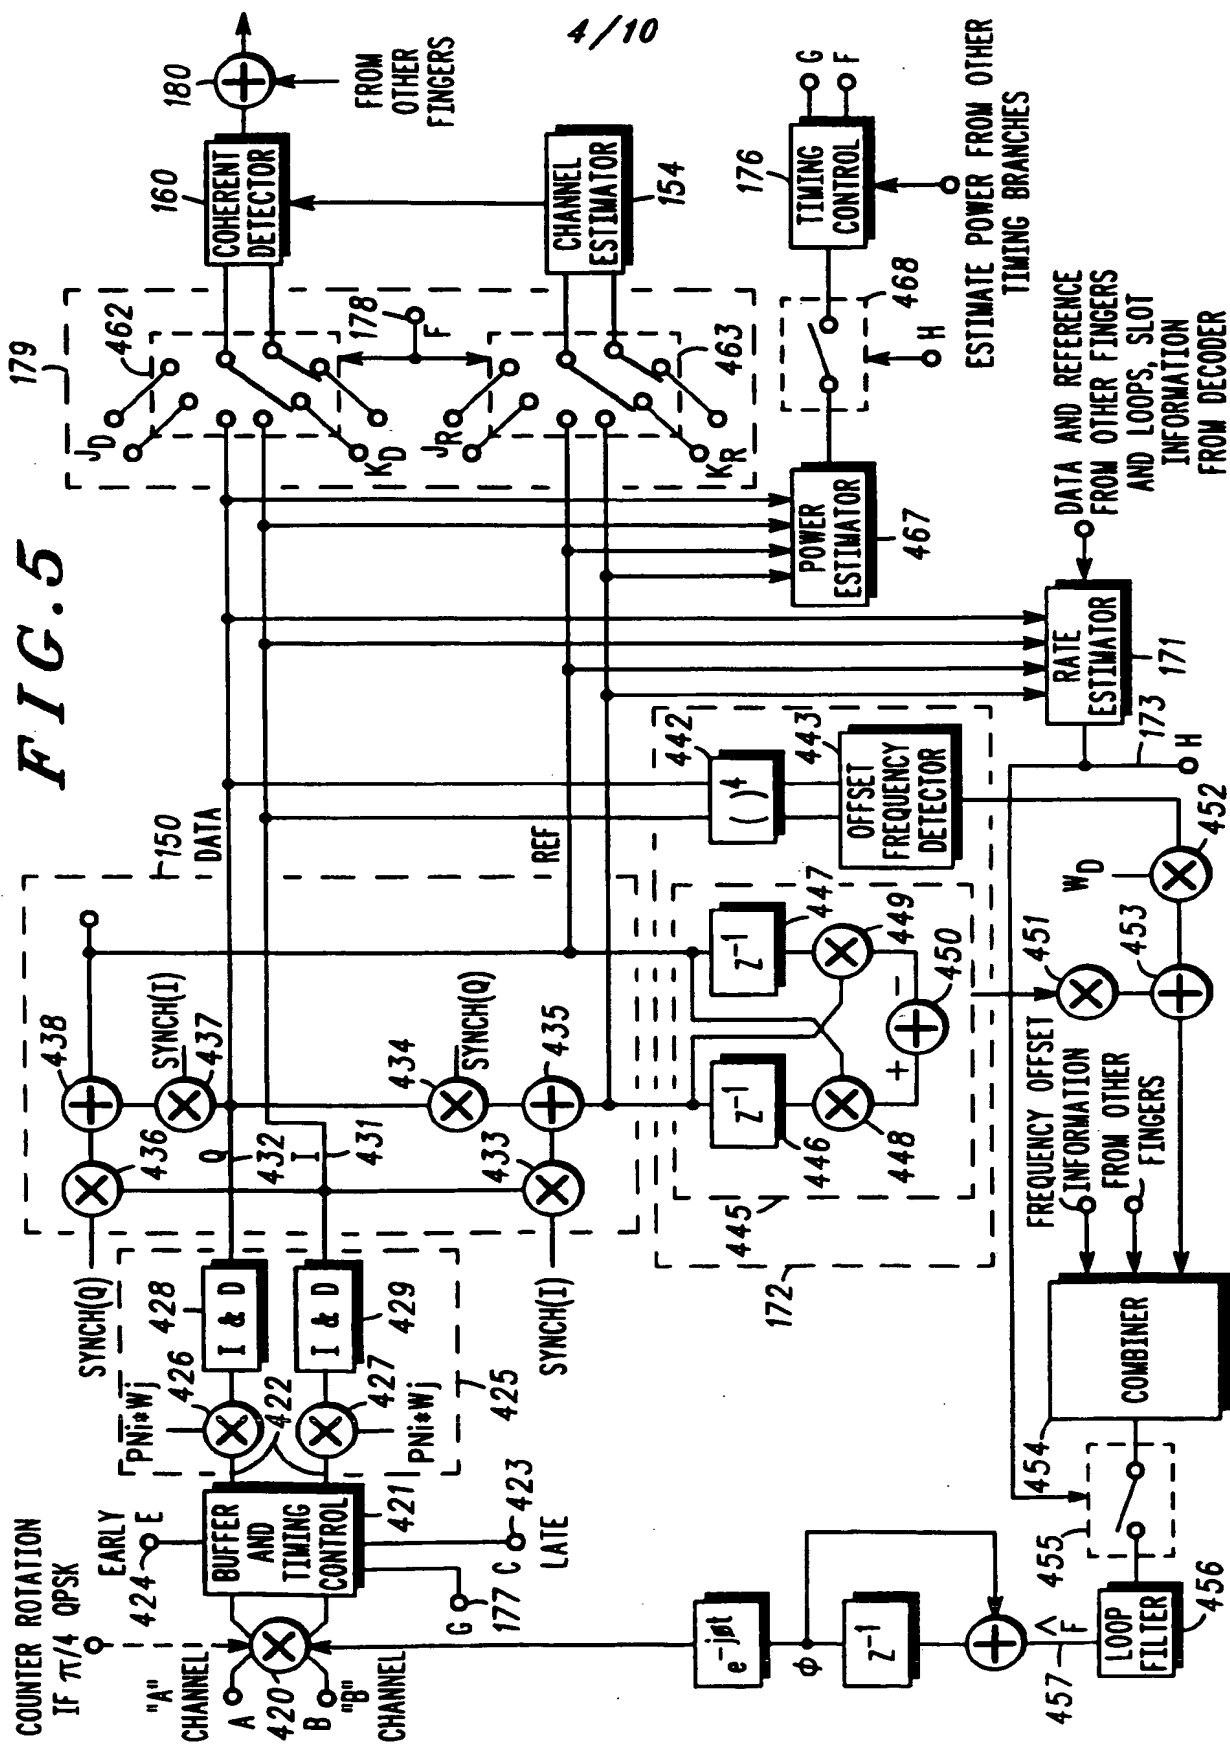 4/10
FIG.5
COUNTER ROTATION
IF π/4 QPSK
"A"
CHANNEL
A
420
B
"B"
CHANNEL
EARLY
424
E
BUFFER
AND
TIMING
CONTROL
421
422
G
177
C
423
LATE
PNi*Wj
426
I & D
428
427
PNi*Wj
I & D
429
425
SYNCH(Q)
SYNCH(I)
436
438
SYNCH(I)
437
Q
432
I
431
433
434
SYNCH(Q)
435
150
DATA
REF
179
462
JD
KD
178
F
JR
KR
463
160
COHERENT
DETECTOR
180
FROM
OTHER
FINGERS
CHANNEL
ESTIMATOR
154
POWER
ESTIMATOR
467
468
H
176
TIMING
CONTROL
G
F
ESTIMATE POWER FROM OTHER
TIMING BRANCHES
DATA AND REFERENCE
FROM OTHER FINGERS
AND LOOPS, SLOT
INFORMATION
FROM DECODER
RATE
ESTIMATOR
171
173
H
172
445
Z-1
446
Z-1
447
448
449
+
-
450
442
( )4
443
OFFSET
FREQUENCY
DETECTOR
WD
452
451
453
FREQUENCY OFFSET
INFORMATION
FROM OTHER
FINGERS
COMBINER
454
455
LOOP
FILTER
456
457
F̂
Z-1
ϕ
e-jøt